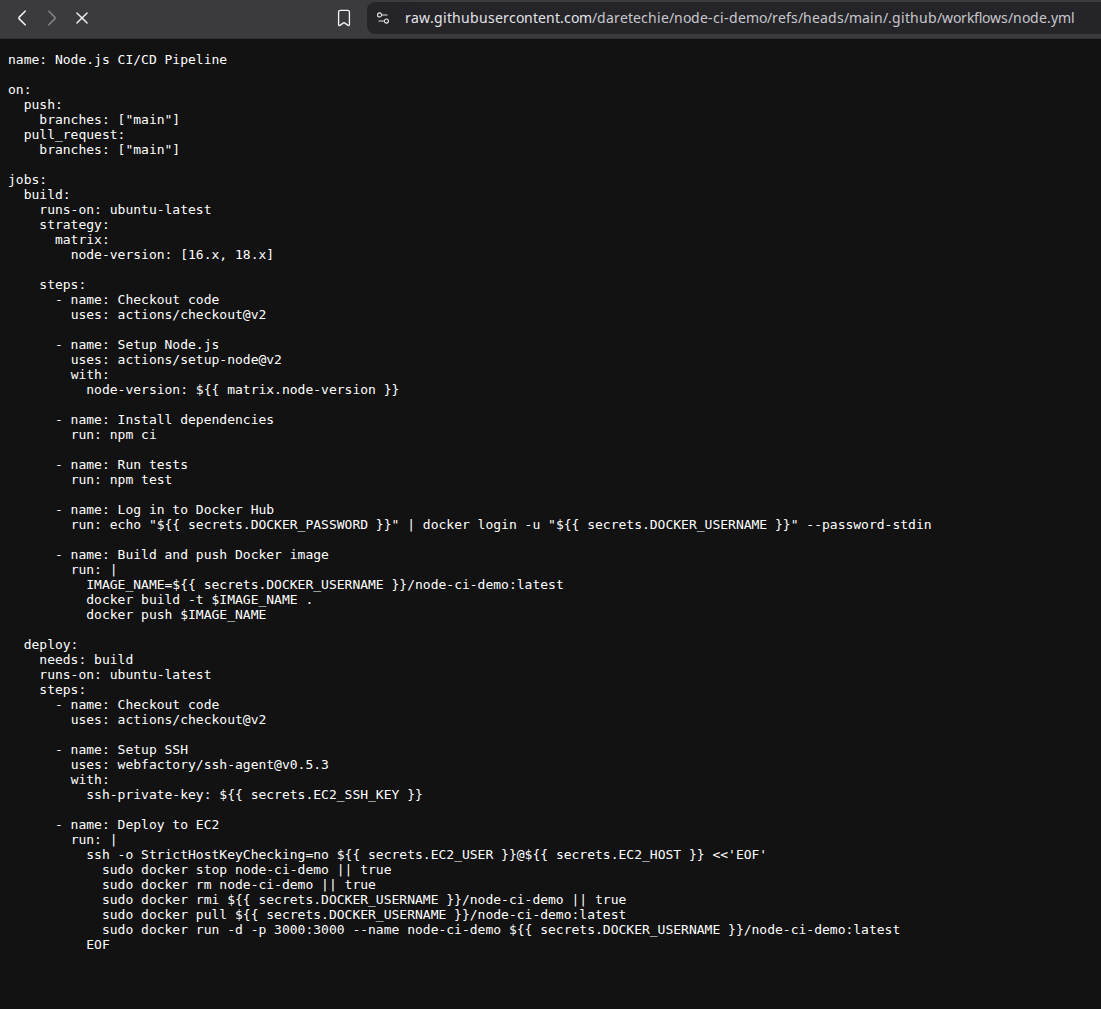 raw.githubusercontent.com/daretechie/node-ci-demo/refs/heads/main/.github/workflows/node.yml
name: Node.js CI/CD Pipeline

on:
  push:
    branches: ["main"]
  pull_request:
    branches: ["main"]

jobs:
  build:
    runs-on: ubuntu-latest
    strategy:
      matrix:
        node-version: [16.x, 18.x]

    steps:
      - name: Checkout code
        uses: actions/checkout@v2

      - name: Setup Node.js
        uses: actions/setup-node@v2
        with:
          node-version: ${{ matrix.node-version }}

      - name: Install dependencies
        run: npm ci

      - name: Run tests
        run: npm test

      - name: Log in to Docker Hub
        run: echo "${{ secrets.DOCKER_PASSWORD }}" | docker login -u "${{ secrets.DOCKER_USERNAME }}" --password-stdin

      - name: Build and push Docker image
        run: |
          IMAGE_NAME=${{ secrets.DOCKER_USERNAME }}/node-ci-demo:latest
          docker build -t $IMAGE_NAME .
          docker push $IMAGE_NAME

  deploy:
    needs: build
    runs-on: ubuntu-latest
    steps:
      - name: Checkout code
        uses: actions/checkout@v2

      - name: Setup SSH
        uses: webfactory/ssh-agent@v0.5.3
        with:
          ssh-private-key: ${{ secrets.EC2_SSH_KEY }}

      - name: Deploy to EC2
        run: |
          ssh -o StrictHostKeyChecking=no ${{ secrets.EC2_USER }}@${{ secrets.EC2_HOST }} <<'EOF'
            sudo docker stop node-ci-demo || true
            sudo docker rm node-ci-demo || true
            sudo docker rmi ${{ secrets.DOCKER_USERNAME }}/node-ci-demo || true
            sudo docker pull ${{ secrets.DOCKER_USERNAME }}/node-ci-demo:latest
            sudo docker run -d -p 3000:3000 --name node-ci-demo ${{ secrets.DOCKER_USERNAME }}/node-ci-demo:latest
          EOF